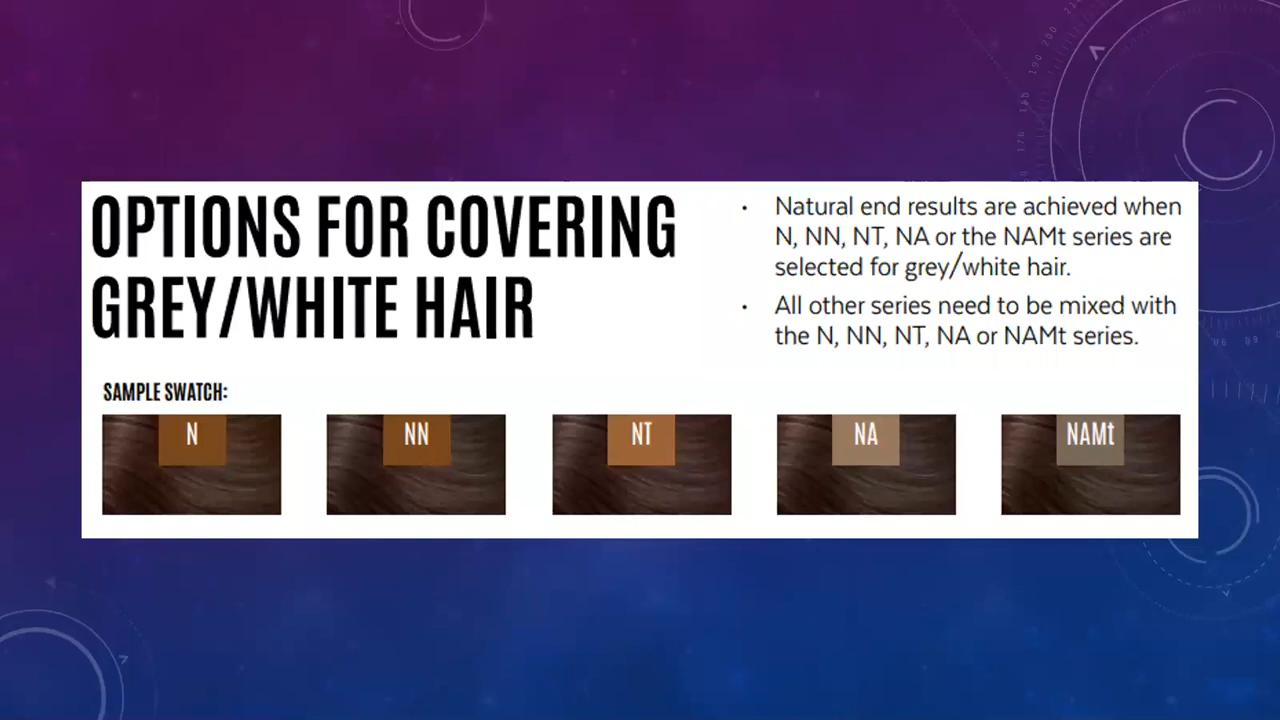 OPTIONS FOR COVERING
GREY/WHITE HAIR
• Natural end results are achieved when
N, NN, NT, NA or the NAMt series are
selected for grey/white hair.
• All other series need to be mixed with
the N, NN, NT, NA or NAMt series.
SAMPLE SWATCH:
N NN NT NA NAMt